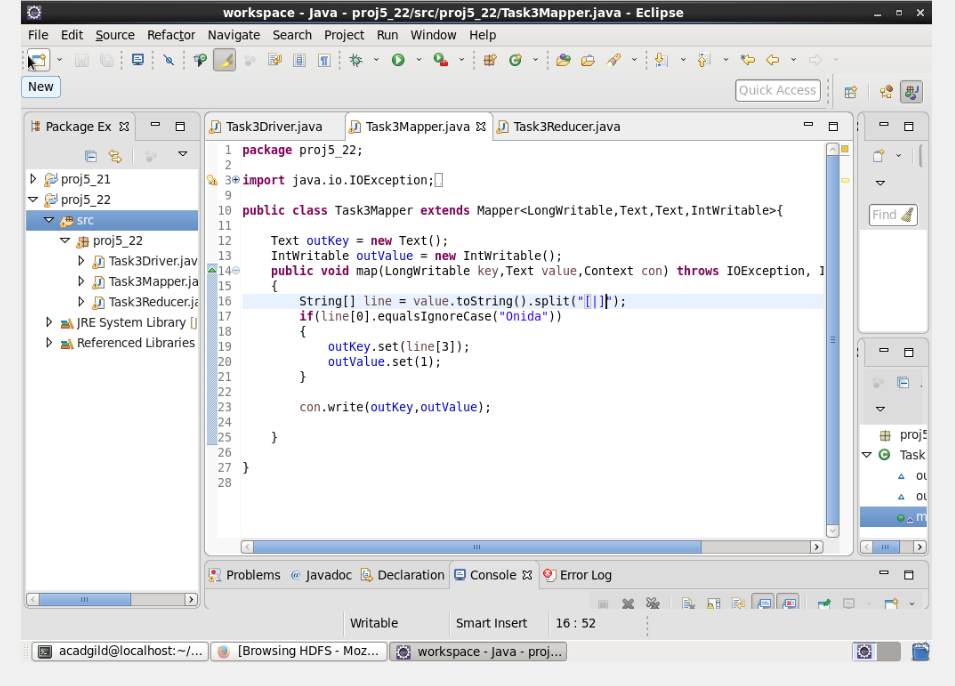 workspace - Java - proj5_22/src/proj5_22/Task3Mapper.java - Eclipse
File Edit Source Refactor Navigate Search Project Run Window Help
New
Quick Access
Package Ex
Task3Driver.java
Task3Mapper.java
Task3Reducer.java
proj5_21
proj5_22
src
proj5_22
Task3Driver.jav
Task3Mapper.ja
Task3Reducer.ja
JRE System Library [J
Referenced Libraries
1 package proj5_22;
2
3 import java.io.IOException;
9
10 public class Task3Mapper extends Mapper<LongWritable,Text,Text,IntWritable>{
11
12 Text outKey = new Text();
13 IntWritable outValue = new IntWritable();
14 public void map(LongWritable key,Text value,Context con) throws IOException, I
15 {
16 String[] line = value.toString().split("[|]");
17 if(line[0].equalsIgnoreCase("Onida"))
18 {
19 outKey.set(line[3]);
20 outValue.set(1);
21 }
22
23 con.write(outKey,outValue);
24
25 }
26
27 }
28
Find
proj5
Task
ou
ou
m
Problems @ Javadoc Declaration Console Error Log
Writable Smart Insert 16 : 52
acadgild@localhost:~/... [Browsing HDFS - Moz... workspace - Java - proj...